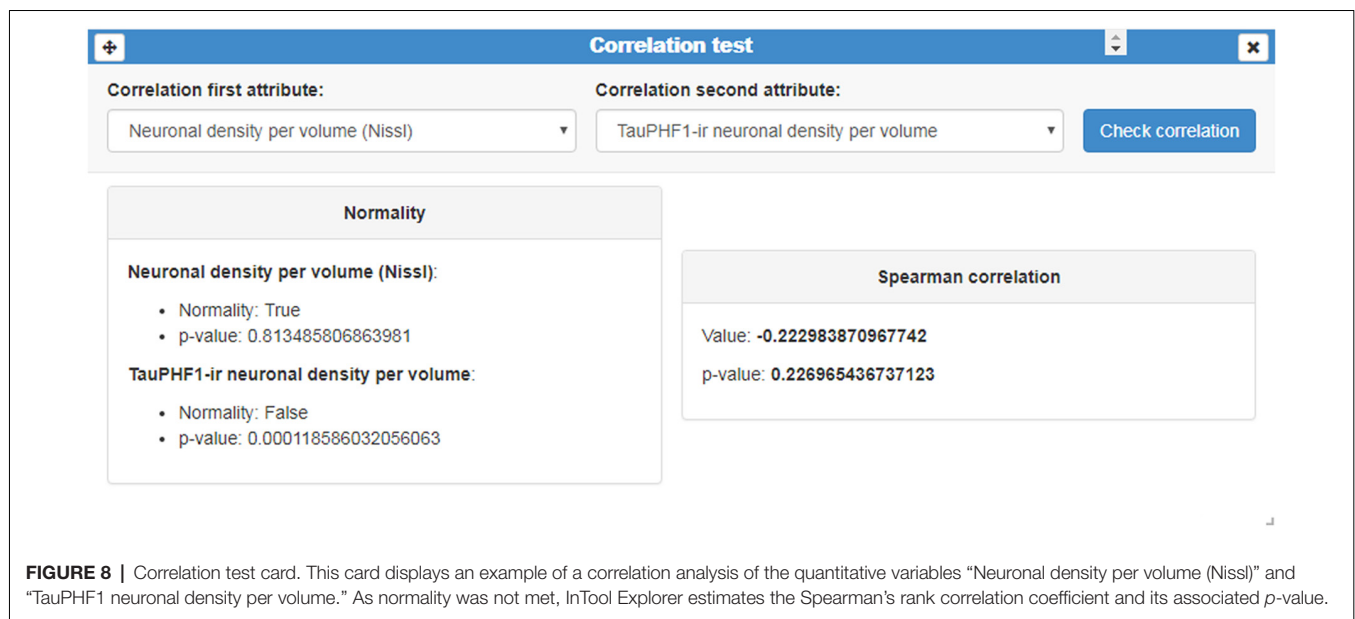 Correlation test
Correlation first attribute:
Correlation second attribute:
Neuronal density per volume (Nissl)
TauPHF1-ir neuronal density per volume
Check correlation
Normality
Neuronal density per volume (Nissl):
• Normality: True
• p-value: 0.813485806863981
TauPHF1-ir neuronal density per volume:
• Normality: False
• p-value: 0.000118586032056063
Spearman correlation
Value: -0.222983870967742
p-value: 0.226965436737123
FIGURE 8 | Correlation test card. This card displays an example of a correlation analysis of the quantitative variables “Neuronal density per volume (Nissl)” and
“TauPHF1 neuronal density per volume.” As normality was not met, InTool Explorer estimates the Spearman’s rank correlation coefficient and its associated p-value.